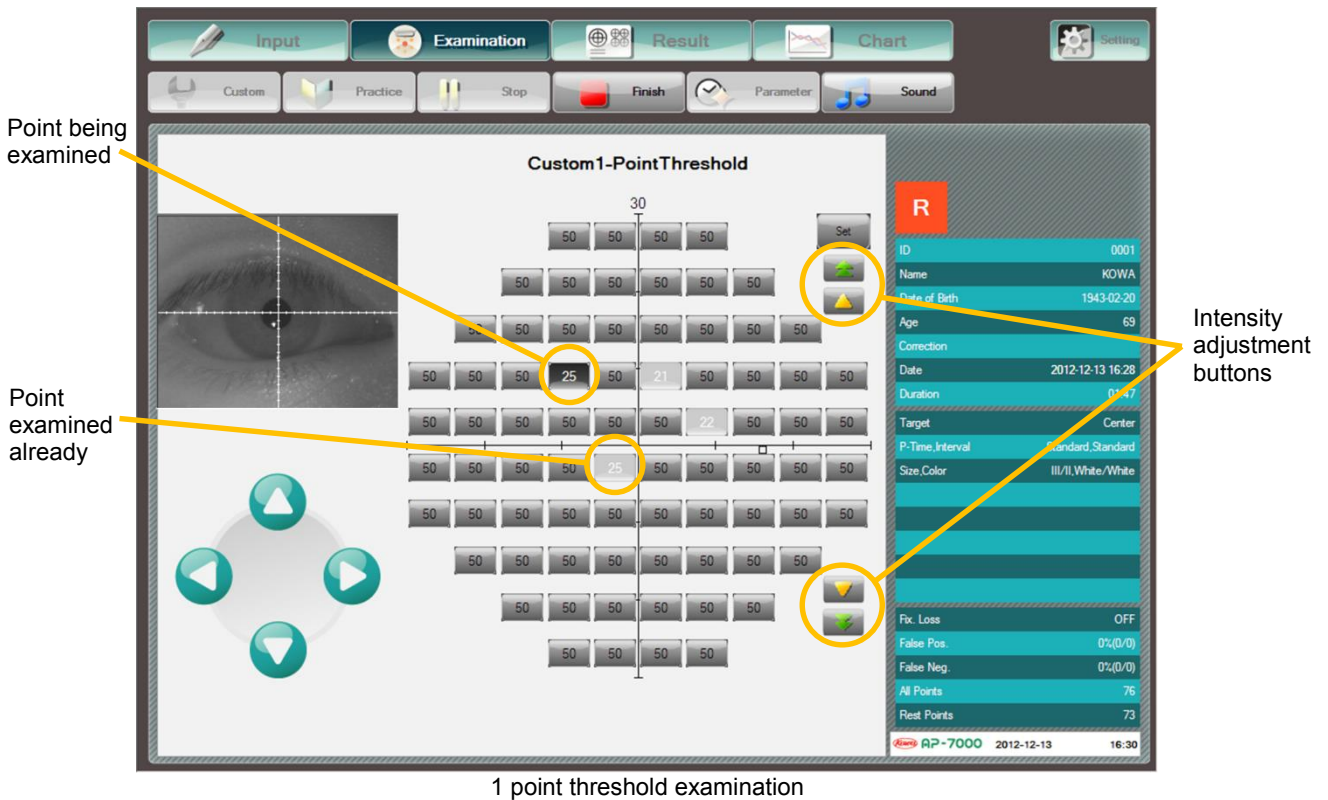 Input
Examination
Result
Chart
Setting
Custom
Practice
Stop
Finish
Parameter
Sound
Point being
examined
Point
examined
already
Custom1-PointThreshold
30
50 50 50 50
50 50 50 50 50 50
50 50 50 50 50 50 50 50
50 50 50 25 50 21 50 50 50 50
50 50 50 50 50 50 22 50 50 50
50 50 50 50 25 50 50 50 50 50
50 50 50 50 50 50 50 50 50 50
50 50 50 50 50 50 50 50
50 50 50 50 50 50
50 50 50 50
Set
R
ID 0001
Name KOWA
Date of Birth 1943-02-20
Age 69
Correction
Date 2012-12-13 16:28
Duration 01:47
Target Center
P-Time,Interval Standard,Standard
Size,Color III/II,White/White
Fix. Loss OFF
False Pos. 0%(0/0)
False Neg. 0%(0/0)
All Points 76
Rest Points 73
Kowa AP-7000 2012-12-13 16:30
Intensity
adjustment
buttons
1 point threshold examination